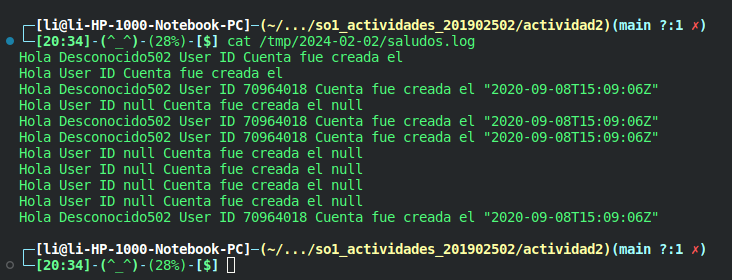 ┌─[li@li-HP-1000-Notebook-PC]─(~/.../so1_actividades_201902502/actividad2)(main ?:1 ✗)
└─[20:34]-(^_^)-(28%)-[$] cat /tmp/2024-02-02/saludos.log
Hola Desconocido502 User ID Cuenta fue creada el
Hola User ID Cuenta fue creada el
Hola Desconocido502 User ID 70964018 Cuenta fue creada el "2020-09-08T15:09:06Z"
Hola User ID null Cuenta fue creada el null
Hola Desconocido502 User ID 70964018 Cuenta fue creada el "2020-09-08T15:09:06Z"
Hola Desconocido502 User ID 70964018 Cuenta fue creada el "2020-09-08T15:09:06Z"
Hola User ID null Cuenta fue creada el null
Hola User ID null Cuenta fue creada el null
Hola User ID null Cuenta fue creada el null
Hola User ID null Cuenta fue creada el null
Hola Desconocido502 User ID 70964018 Cuenta fue creada el "2020-09-08T15:09:06Z"
┌─[li@li-HP-1000-Notebook-PC]─(~/.../so1_actividades_201902502/actividad2)(main ?:1 ✗)
└─[20:34]-(^_^)-(28%)-[$]